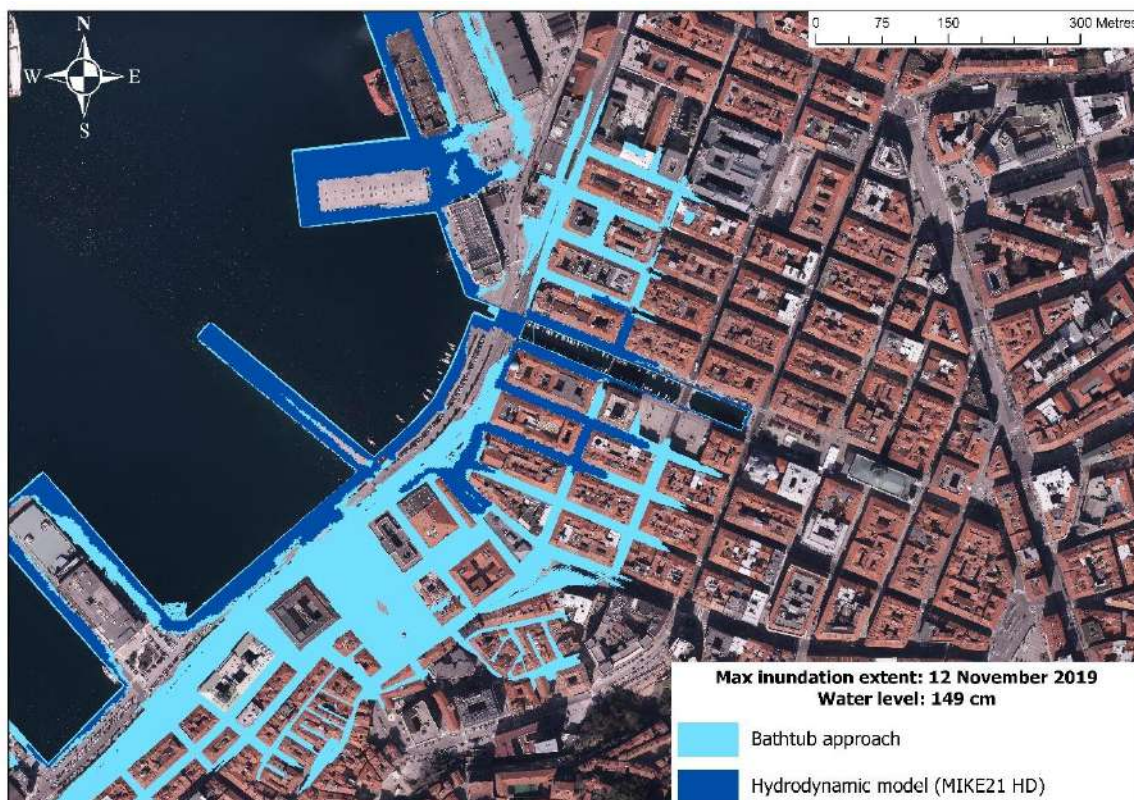 N
W E
S
0 75 150 300 Metres
Max inundation extent: 12 November 2019
Water level: 149 cm
Bathtub approach
Hydrodynamic model (MIKE21 HD)